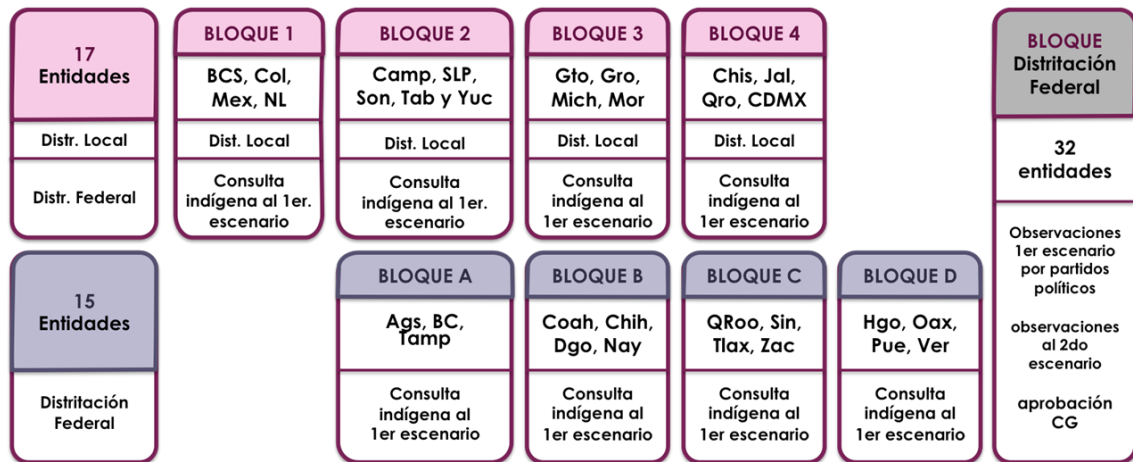 17
Entidades
Distr. Local
Distr. Federal
BLOQUE 1
BCS, Col,
Mex, NL
Dist. Local
Consulta
indígena al 1er.
escenario
BLOQUE 2
Camp, SLP,
Son, Tab y Yuc
Dist. Local
Consulta
indígena al 1er.
escenario
BLOQUE 3
Gto, Gro,
Mich, Mor
Dist. Local
Consulta
indígena al
1er escenario
BLOQUE 4
Chis, Jal,
Qro, CDMX
Dist. Local
Consulta
indígena al
1er escenario
15
Entidades
Distritación
Federal
BLOQUE A
Ags, BC,
Tamp
Consulta
indígena al
1er escenario
BLOQUE B
Coah, Chih,
Dgo, Nay
Consulta
indígena al
1er escenario
BLOQUE C
QRoo, Sin,
Tlax, Zac
Consulta
indígena al
1er escenario
BLOQUE D
Hgo, Oax,
Pue, Ver
Consulta
indígena al
1er escenario
BLOQUE
Distritación
Federal
32
entidades
Observaciones
1er escenario
por partidos
políticos
observaciones
al 2do
escenario
aprobación
CG